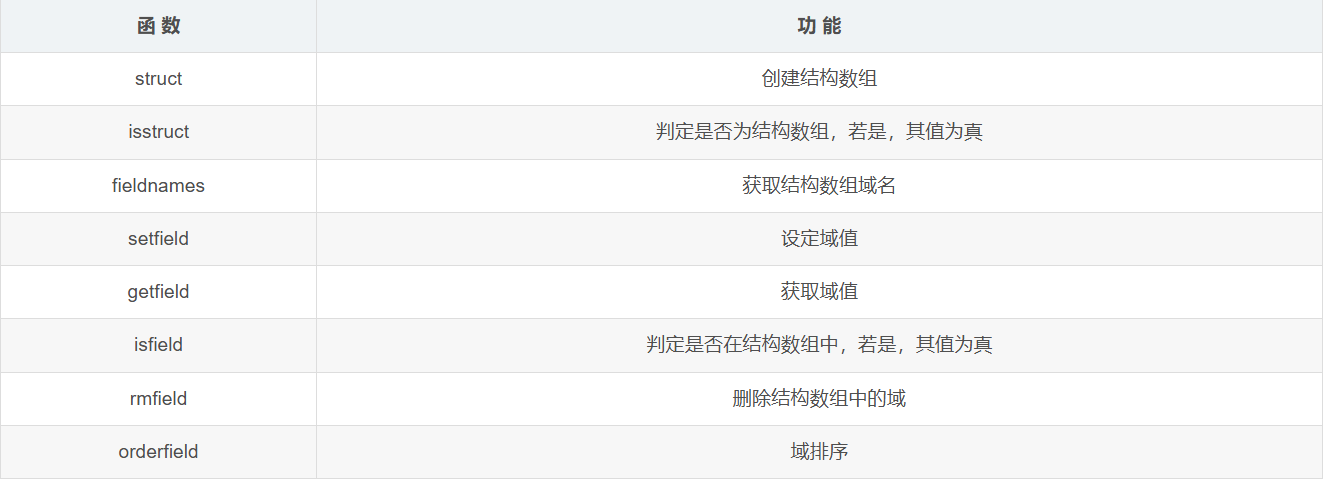 函 数 功 能
struct 创建结构数组
isstruct 判定是否为结构数组，若是，其值为真
fieldnames 获取结构数组域名
setfield 设定域值
getfield 获取域值
isfield 判定是否在结构数组中，若是，其值为真
rmfield 删除结构数组中的域
orderfield 域排序